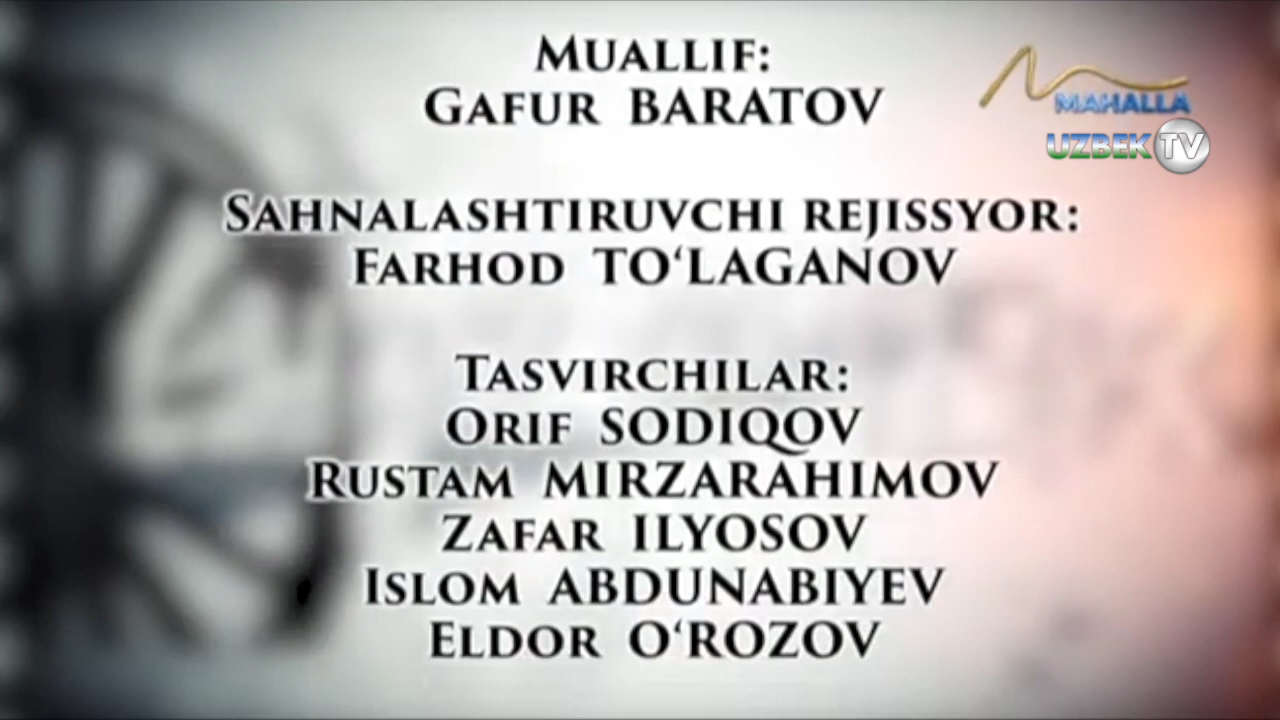 MUALLIF:
GAFUR BARATOV
MAHALLA
UZBEK TV
SAHNALASHTIRUVCHI REJISSYOR:
FARHOD TO‘LAGANOV
TASVIRCHILAR:
ORIF SODIQOV
RUSTAM MIRZARAHIMOV
ZAFAR ILYOSOV
ISLOM ABDUNABIYEV
ELDOR O‘ROZOV